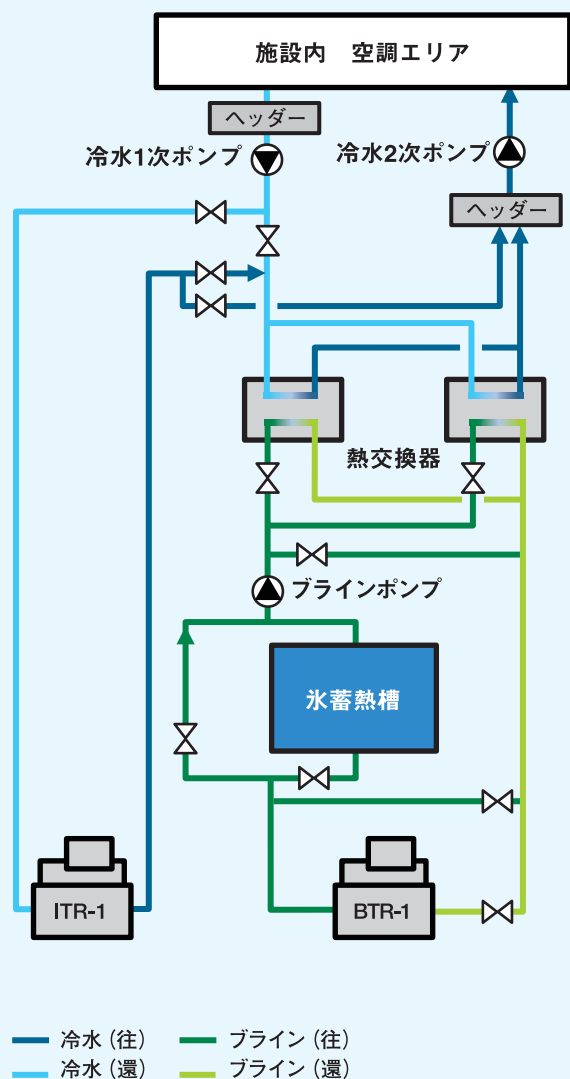 施設内 空調エリア
ヘッダー
冷水1次ポンプ
冷水2次ポンプ
ヘッダー
熱交換器
ブラインポンプ
氷蓄熱槽
ITR-1
BTR-1
冷水（往）
ブライン（往）
冷水（還）
ブライン（還）